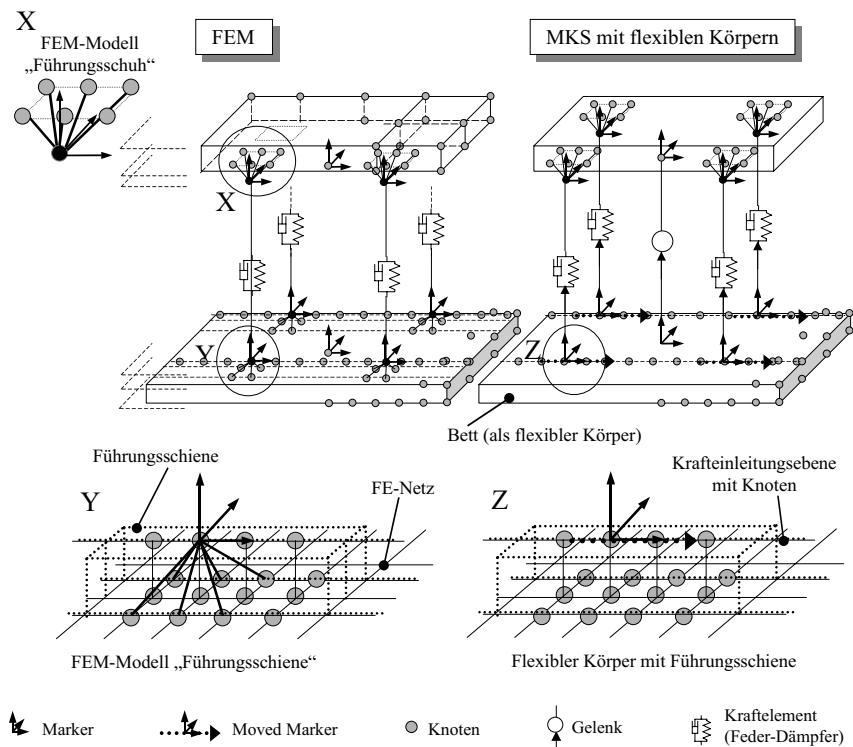 X
FEM-Modell
„Führungsschuh“
FEM
MKS mit flexiblen Körpern
X
Y
Z
Bett (als flexibler Körper)
Führungsschiene
Y
FE-Netz
Z
Krafteinleitungsebene
mit Knoten
FEM-Modell „Führungsschiene“
Flexibler Körper mit Führungsschiene
Marker
Moved Marker
Knoten
Gelenk
Kraftelement
(Feder-Dämpfer)